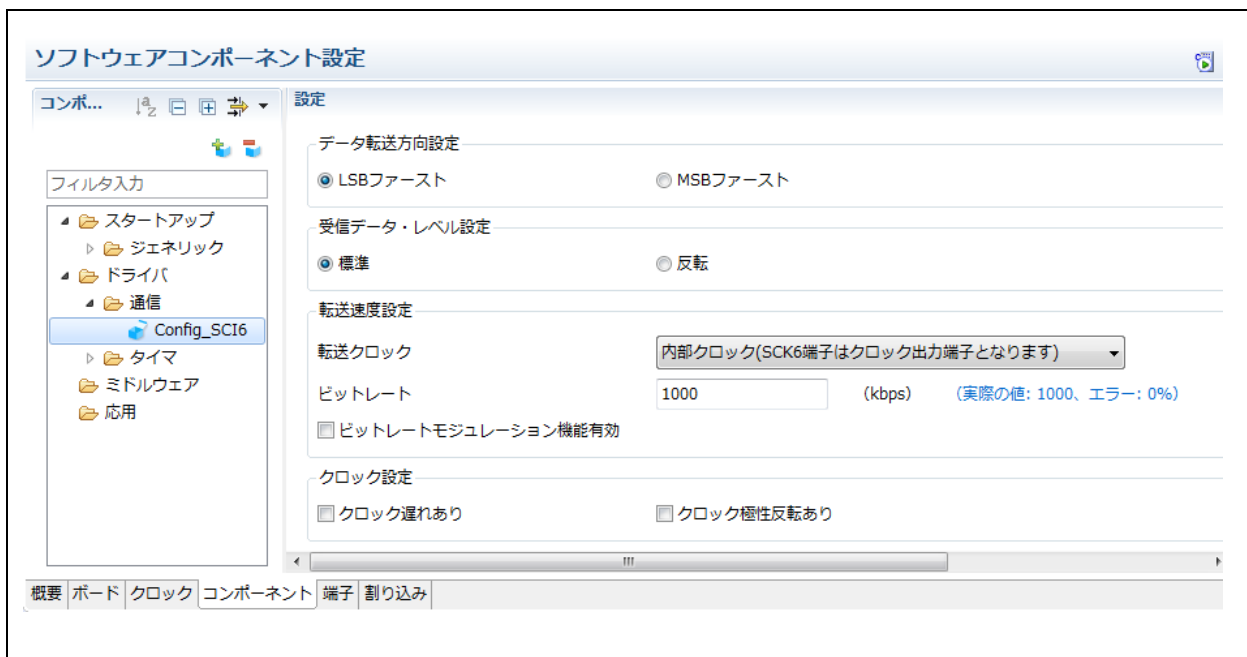 ソフトウェアコンポーネント設定
コンポ...
設定
フィルタ入力
スタートアップ
ジェネリック
ドライバ
通信
Config_SCI6
タイマ
ミドルウェア
応用
データ転送方向設定
LSBファースト MSBファースト
受信データ・レベル設定
標準 反転
転送速度設定
転送クロック 内部クロック(SCK6端子はクロック出力端子となります)
ビットレート 1000 (kbps) (実際の値: 1000、エラー: 0%)
ビットレートモジュレーション機能有効
クロック設定
クロック遅れあり クロック極性反転あり
概要 ボード クロック コンポーネント 端子 割り込み